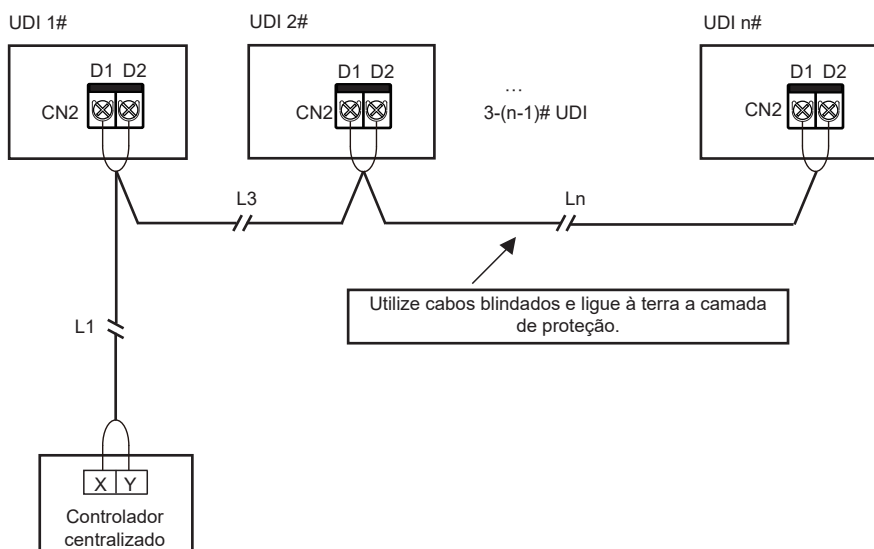 UDI 1#
UDI 2#
UDI n#
D1 D2
D1 D2
D1 D2
CN2
CN2
CN2
…
3-(n-1)# UDI
L3
Ln
Utilize cabos blindados e ligue à terra a camada
de proteção.
L1
X Y
Controlador
centralizado